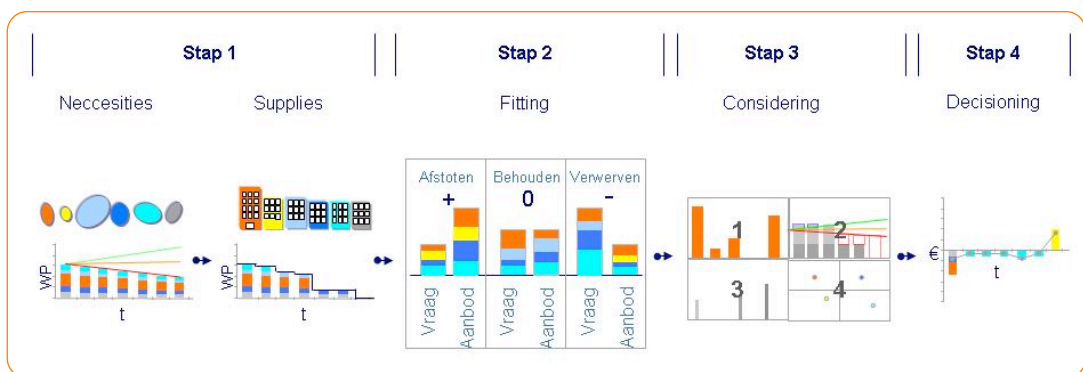 Stap 1
Stap 2
Stap 3
Stap 4
Neccesities
Supplies
Fitting
Considering
Decisioning
Afstoten
Behouden
Verwerven
+
0
-
WP
t
WP
t
Vraag
Aanbod
Vraag
Aanbod
Vraag
Aanbod
1
2
3
4
€
t